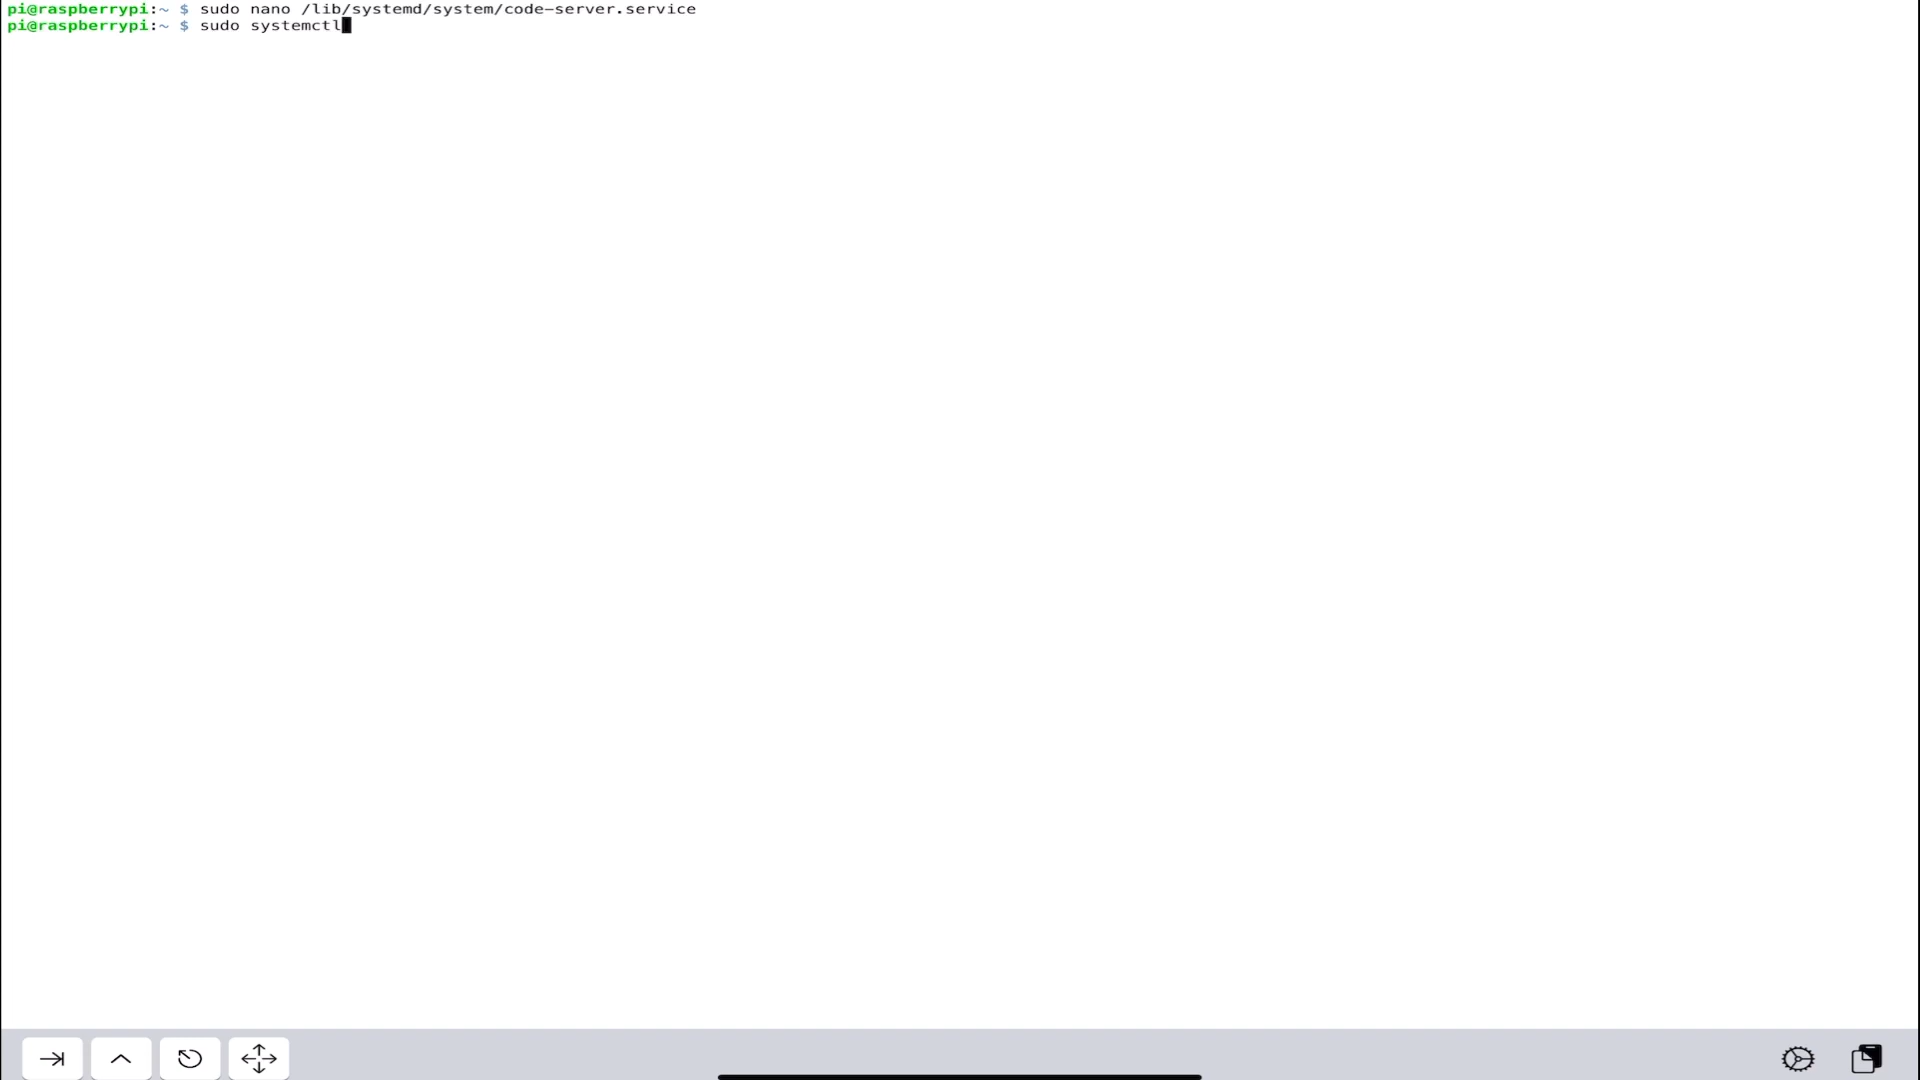 pi@raspberrypi:~ $ sudo nano /lib/systemd/system/code-server.service
pi@raspberrypi:~ $ sudo systemctl